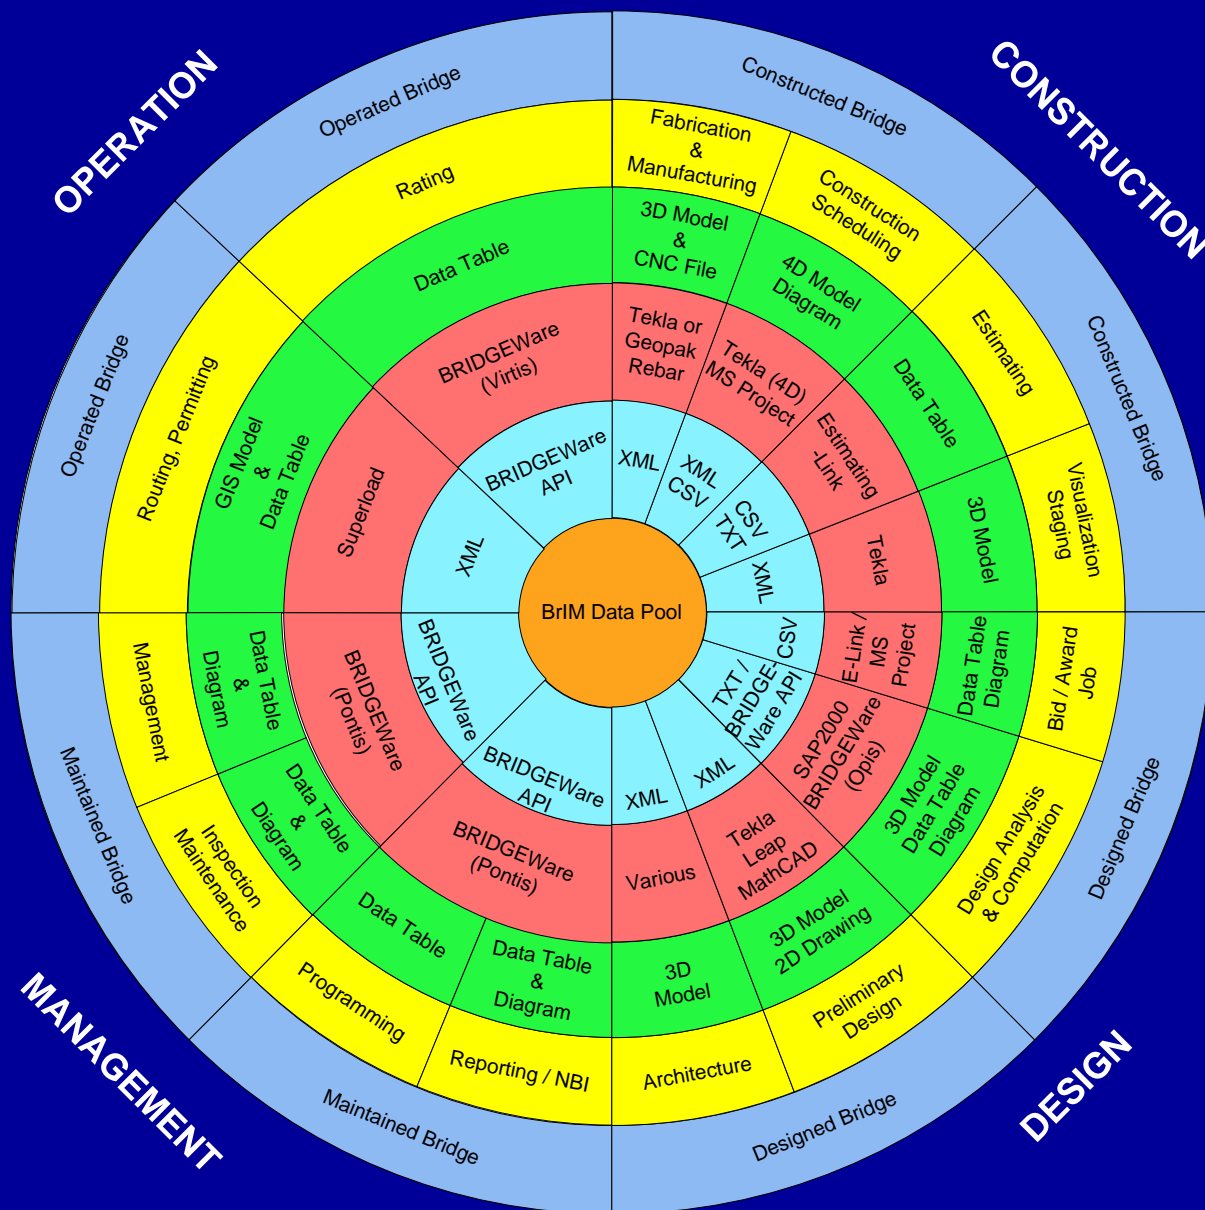 OPERATION
CONSTRUCTION
MANAGEMENT
DESIGN
Operated Bridge
Constructed Bridge
Constructed Bridge
Designed Bridge
Designed Bridge
Maintained Bridge
Maintained Bridge
Operated Bridge
Rating
Fabrication
&
Manufacturing
Construction
Scheduling
Estimating
Visualization
Staging
Bid / Award
Job
Design Analysis
& Computation
Preliminary
Design
Architecture
Reporting / NBI
Programming
Inspection
Maintenance
Management
Routing, Permitting
Data Table
3D Model
&
CNC File
4D Model
Diagram
Data Table
3D Model
Data Table
Diagram
3D Model
Data Table
Diagram
3D Model
2D Drawing
3D
Model
Data Table
&
Diagram
Data Table
Data Table
&
Diagram
Data Table
&
Diagram
GIS Model
&
Data Table
BRIDGEWare
(Virtis)
Tekla or
Geopak
Rebar
Tekla (4D)
MS Project
Estimating
-Link
Tekla
E-Link /
MS
Project
SAP2000
BRIDGEWare
(Opis)
Tekla
Leap
MathCAD
Various
BRIDGEWare
(Pontis)
BRIDGEWare
(Pontis)
Superload
BRIDGEWare
API
XML
XML
CSV
CSV
TXT
XML
CSV
TXT /
BRIDGE-
Ware API
XML
XML
BRIDGEWare
API
BRIDGEWare
API
XML
BrIM Data Pool